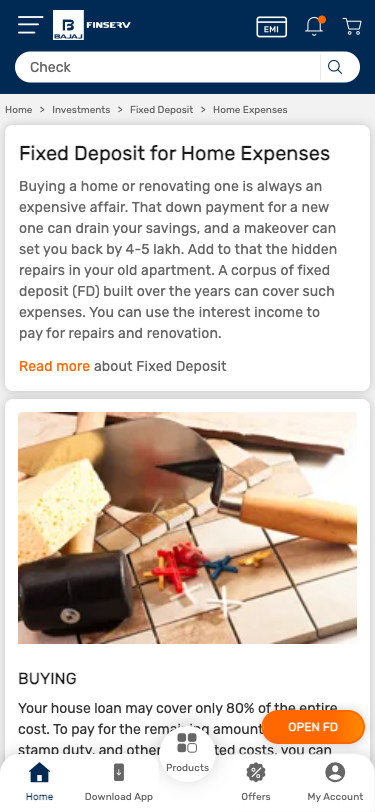 B
BAJAJ
FINSERV
EMI
Check
Home > Investments > Fixed Deposit > Home Expenses
Fixed Deposit for Home Expenses
Buying a home or renovating one is always an
expensive affair. That down payment for a new
one can drain your savings, and a makeover can
set you back by 4-5 lakh. Add to that the hidden
repairs in your old apartment. A corpus of fixed
deposit (FD) built over the years can cover such
expenses. You can use the interest income to
pay for repairs and renovation.
Read more about Fixed Deposit
BUYING
Your house loan may cover only 80% of the entire
cost. To pay for the remaining amount
OPEN FD
stamp duty, and other related costs, you can
Products
Home
Download App
Offers
My Account